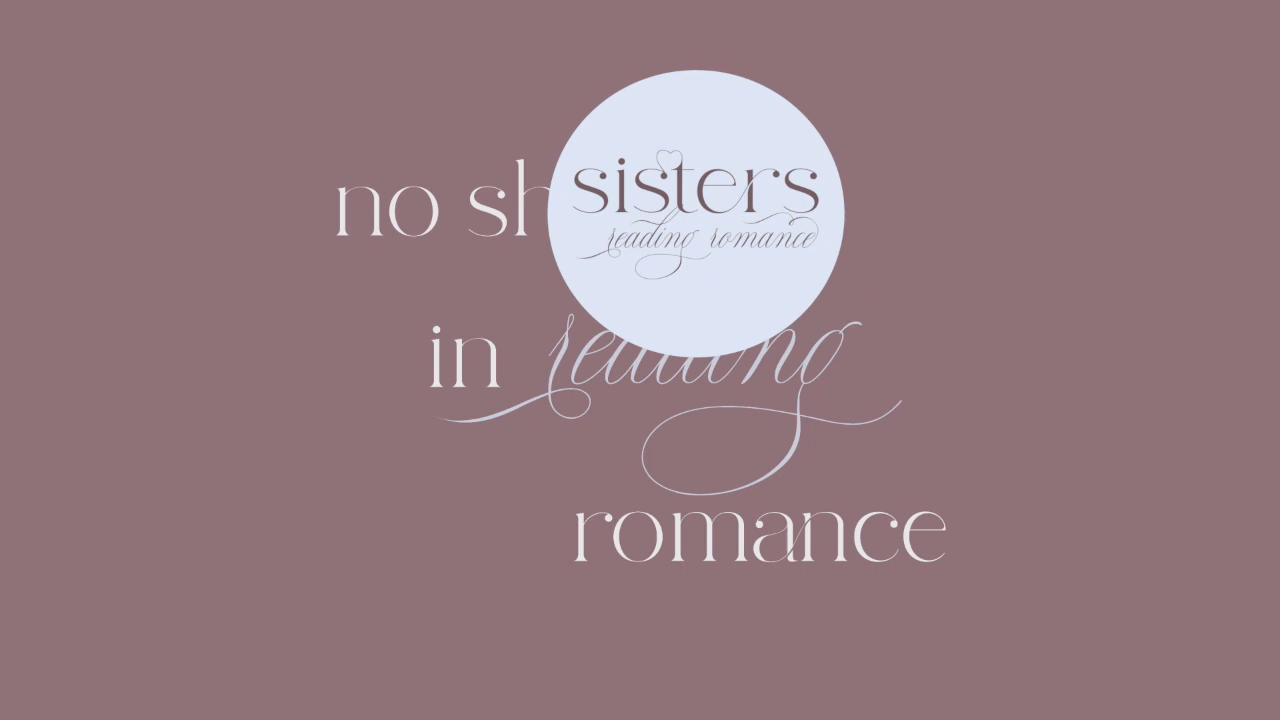 no sh
sisters
reading romance
in reading
romance